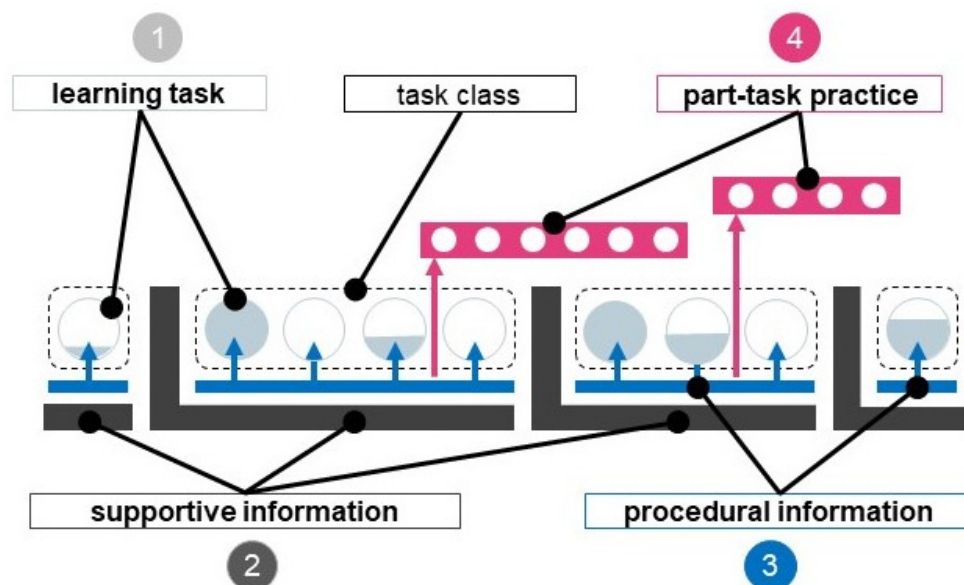 1
4
learning task
task class
part-task practice
supportive information
procedural information
2
3